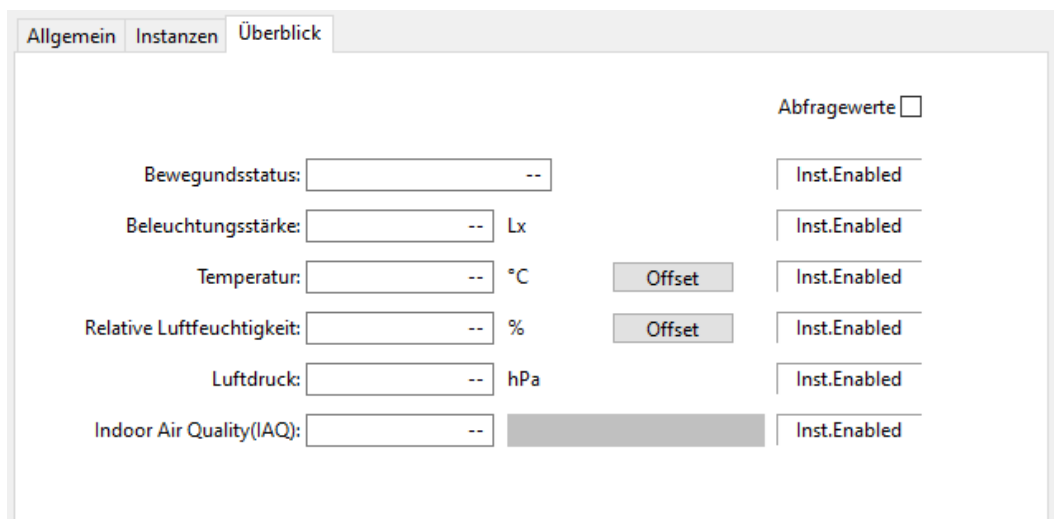 Allgemein Instanzen Überblick
Abfragewerte
Bewegundsstatus: -- Inst.Enabled
Beleuchtungsstärke: -- Lx Inst.Enabled
Temperatur: -- °C Offset Inst.Enabled
Relative Luftfeuchtigkeit: -- % Offset Inst.Enabled
Luftdruck: -- hPa Inst.Enabled
Indoor Air Quality(IAQ): -- Inst.Enabled